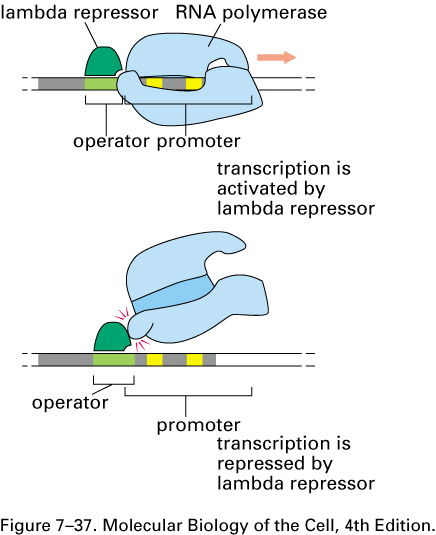 lambda repressor RNA polymerase
operator promoter
transcription is
activated by
lambda repressor
operator
promoter
transcription is
repressed by
lambda repressor
Figure 7–37. Molecular Biology of the Cell, 4th Edition.